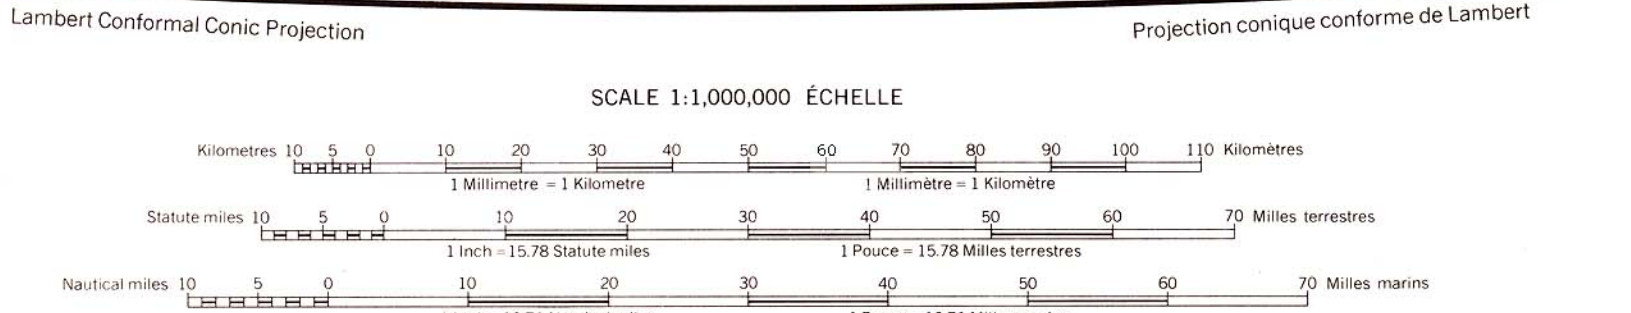 Lambert Conformal Conic Projection
Projection conique conforme de Lambert
SCALE 1:1,000,000 ÉCHELLE
Kilometres 10 5 0 10 20 30 40 50 60 70 80 90 100 110 Kilomètres
1 Millimetre = 1 Kilometre 1 Millimètre = 1 Kilomètre
Statute miles 10 5 0 10 20 30 40 50 60 70 Milles terrestres
1 Inch = 15.78 Statute miles 1 Pouce = 15.78 Milles terrestres
Nautical miles 10 5 0 10 20 30 40 50 60 70 Milles marins